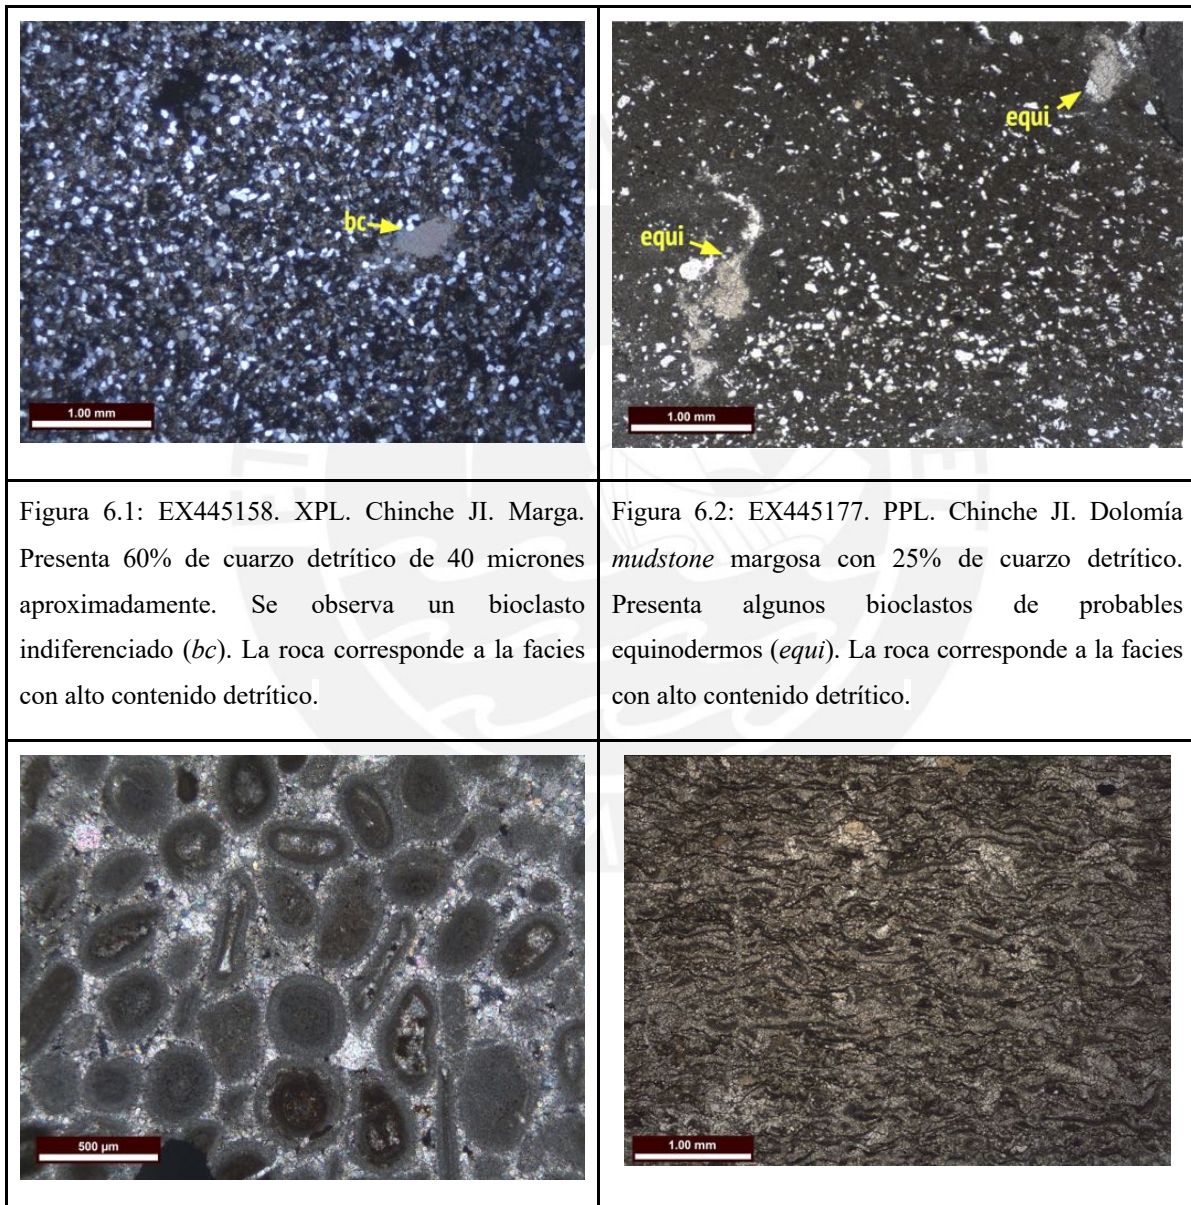 bc
1.00 mm
equi
equi
1.00 mm
Figura 6.1: EX445158. XPL. Chinche JI. Marga.
Presenta 60% de cuarzo detrítico de 40 micrones
aproximadamente. Se observa un bioclasto
indiferenciado (bc). La roca corresponde a la facies
con alto contenido detrítico.
Figura 6.2: EX445177. PPL. Chinche JI. Dolomía
mudstone margosa con 25% de cuarzo detrítico.
Presenta algunos bioclastos de probables
equinodermos (equi). La roca corresponde a la facies
con alto contenido detrítico.
500 µm
1.00 mm